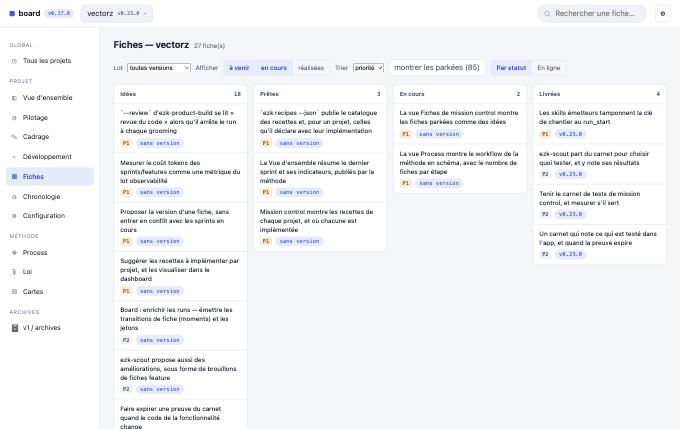 board v0.17.0 vectorz v0.23.0 Rechercher une fiche...
GLOBAL
Tous les projets
PROJET
Vue d'ensemble
Pilotage
Cadrage
Développement
Fiches
Chronologie
Configuration
MÉTHODE
Process
§ Loi
Cartes
ARCHIVES
v1 / archives
Fiches — vectorz 27 fiche(s)
Lot toutes versions Afficher à venir en cours réalisées Trier priorité montrer les parkées (85) Par statut En ligne
Idées 18
`--review` d'ezk-product-build se lit «
revue du code » alors qu'il arrête le run
à chaque grooming
P1 sans version
Mesurer le coût tokens des
sprints/features comme une métrique du
lot observabilité
P1 sans version
Proposer la version d'une fiche, sans
entrer en conflit avec les sprints en
cours
P1 sans version
Suggérer les recettes à implémenter par
projet, et les visualiser dans le
dashboard
P1 sans version
Board : enrichir les runs — émettre les
transitions de fiche (moments) et les
jetons
P2 sans version
ezk-scout propose aussi des
améliorations, sous forme de brouillons
de fiches feature
P2 sans version
Faire expirer une preuve du carnet
quand le code de la fonctionnalité
change
Prêtes 3
`ezk recipes --json` publie le catalogue
des recettes et, pour un projet, celles
qu'il déclare avec leur implémentation
P1 sans version
La Vue d'ensemble résume le dernier
sprint et ses indicateurs, publiés par la
méthode
P1 sans version
Mission control montre les recettes de
chaque projet, et où chacune est
implémentée
P1 sans version
En cours 2
La vue Fiches de mission control montre
les fiches parkées comme des idées
P1 sans version
La vue Process montre le workflow de la
méthode en schéma, avec le nombre de
fiches par étape
P1 sans version
Livrées 4
Les skills émetteurs tamponnent la clé
de chantier au run_start
P1 v0.23.0
ezk-scout part du carnet pour choisir
quoi tester, et y note ses résultats
P2 v0.23.0
Tenir le carnet de tests de mission
control, et mesurer s'il sert
P2 v0.23.0
Un carnet qui note ce qui est testé dans
l'app, et quand la preuve expire
P2 v0.23.0